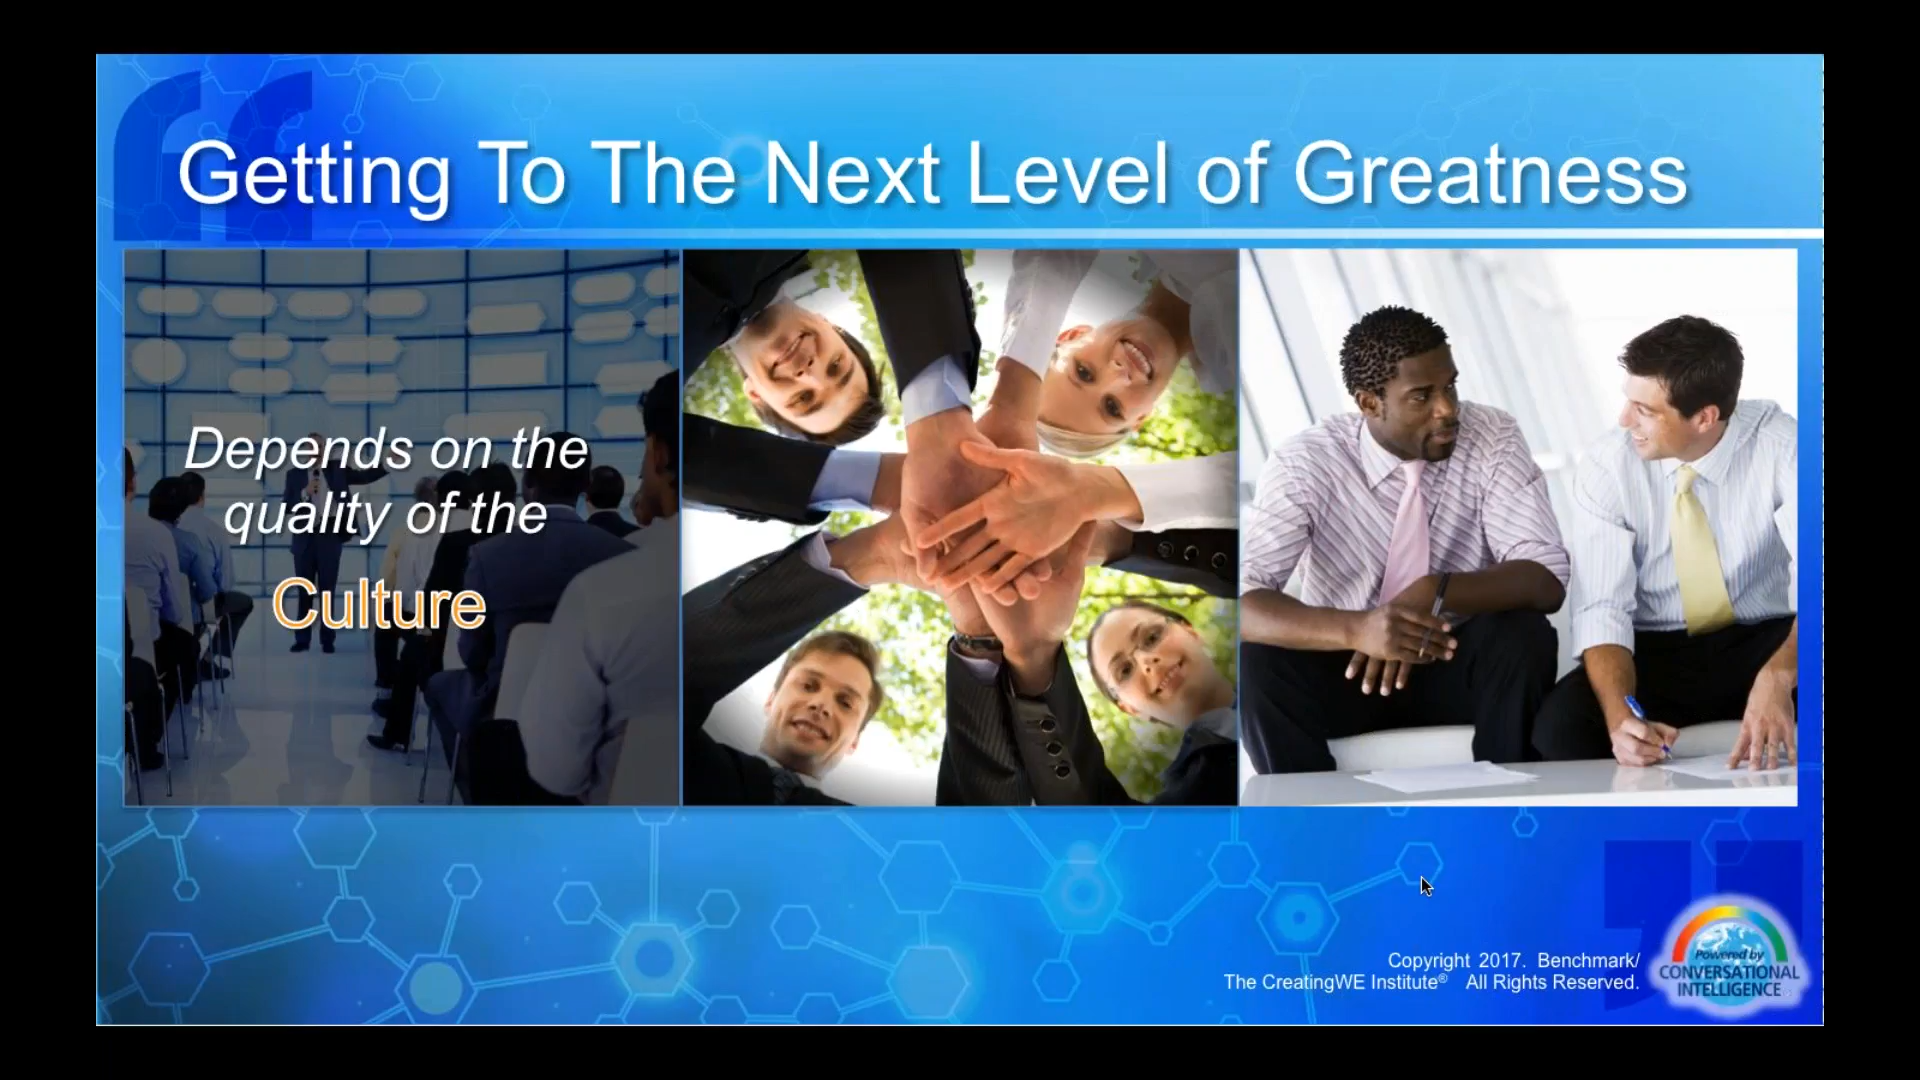 Getting To The Next Level of Greatness
Depends on the
quality of the
Culture
Copyright 2017. Benchmark/
The CreatingWE Institute® All Rights Reserved.
Powered by
CONVERSATIONAL
INTELLIGENCE